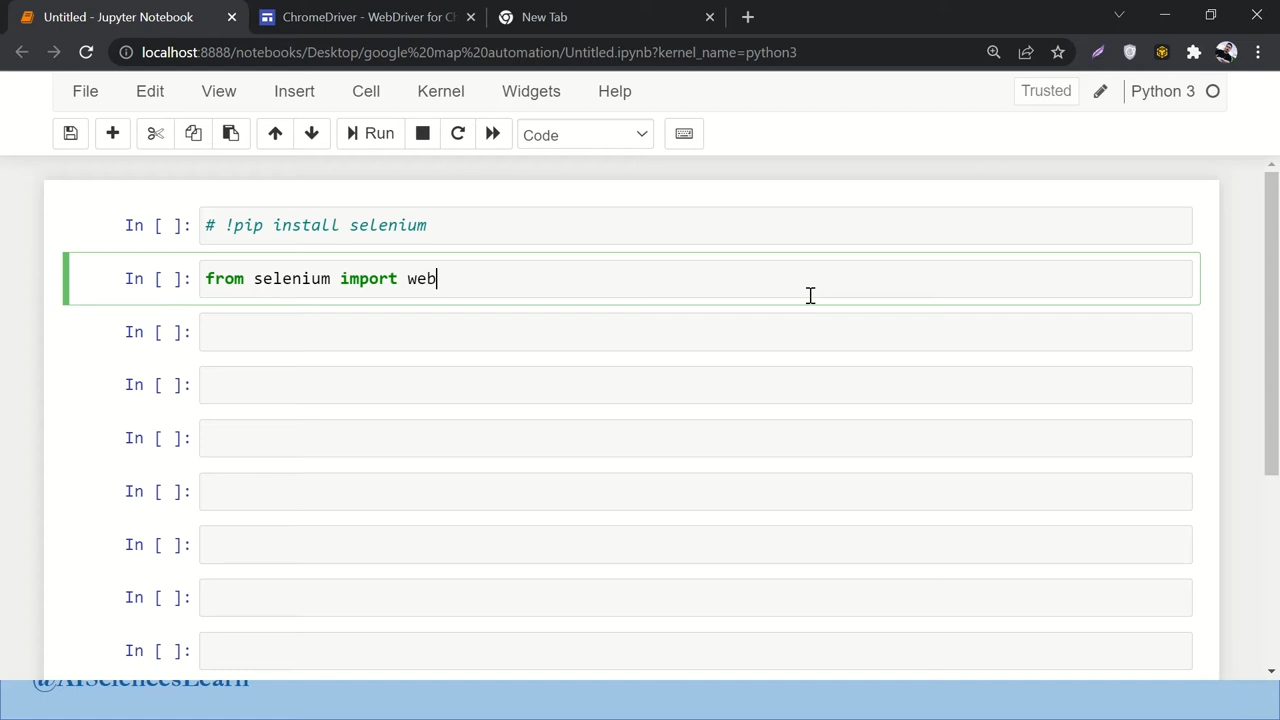 Untitled - Jupyter Notebook
ChromeDriver - WebDriver for Ch
New Tab
localhost:8888/notebooks/Desktop/google%20map%20automation/Untitled.ipynb?kernel_name=python3
File Edit View Insert Cell Kernel Widgets Help
Trusted
Python 3
Run
Code
In [ ]: # !pip install selenium
In [ ]: from selenium import web
In [ ]:
In [ ]:
In [ ]:
In [ ]:
In [ ]:
In [ ]:
In [ ]:
@AISciencesLearn